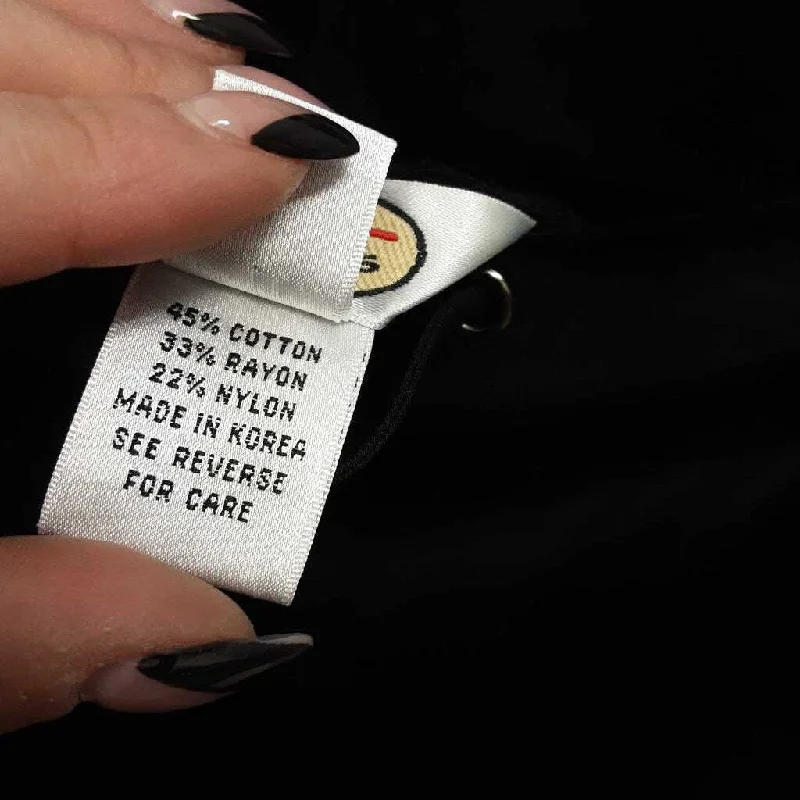 45% COTTON
33% RAYON
22% NYLON
MADE IN KOREA
SEE REVERSE
FOR CARE